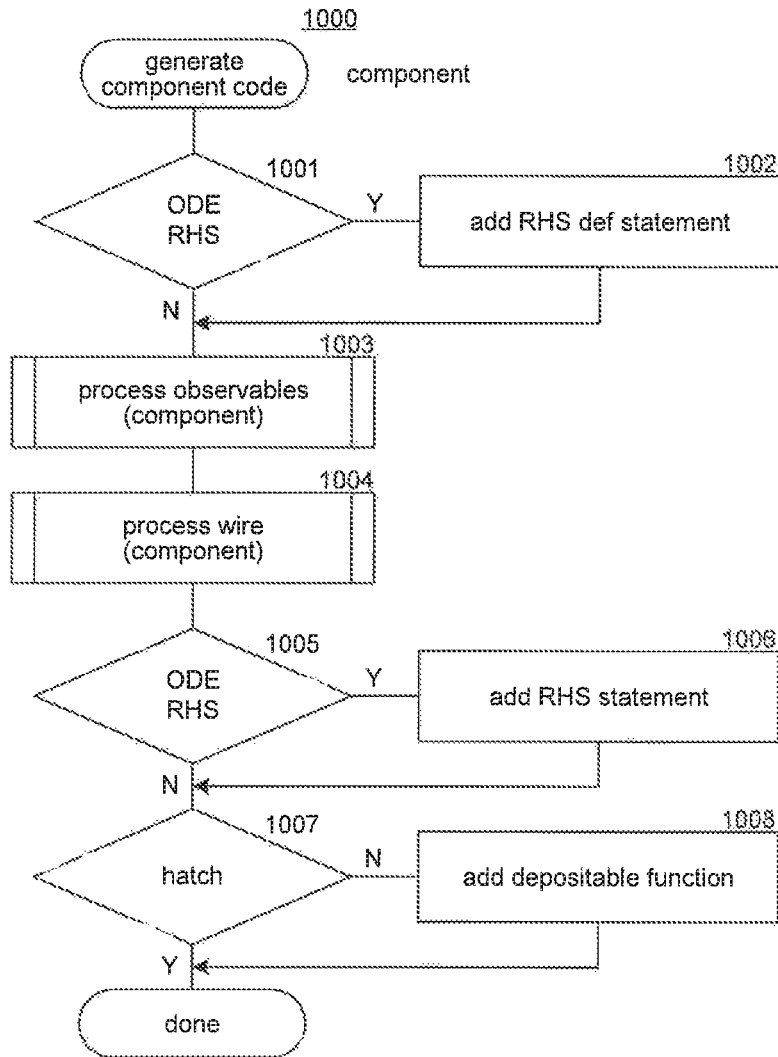 1000
generate
component code
component
1001
1002
ODE
RHS
Y
add RHS def statement
N
1003
process observables
(component)
1004
process wire
(component)
1005
1006
ODE
RHS
Y
add RHS statement
N
1007
1008
hatch
N
add depositable function
Y
done